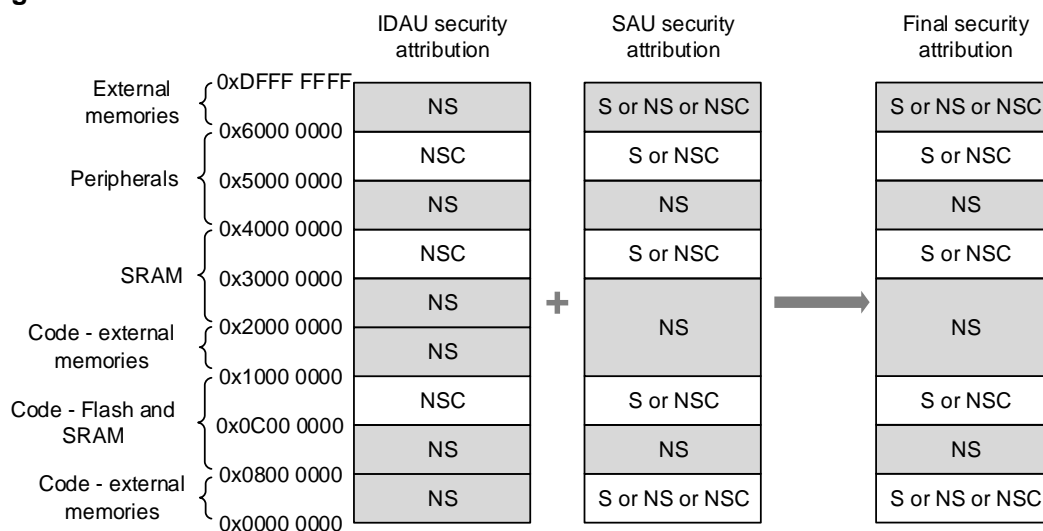 IDAU security attribution
SAU security attribution
Final security attribution
External memories
0xDFFF FFFF
NS
S or NS or NSC
S or NS or NSC
0x6000 0000
Peripherals
NSC
S or NSC
S or NSC
0x5000 0000
NS
NS
NS
0x4000 0000
SRAM
NSC
S or NSC
S or NSC
0x3000 0000
NS
+
NS
NS
0x2000 0000
Code - external memories
NS
0x1000 0000
Code - Flash and SRAM
NSC
S or NSC
S or NSC
0x0C00 0000
NS
NS
NS
0x0800 0000
Code - external memories
NS
S or NS or NSC
S or NS or NSC
0x0000 0000